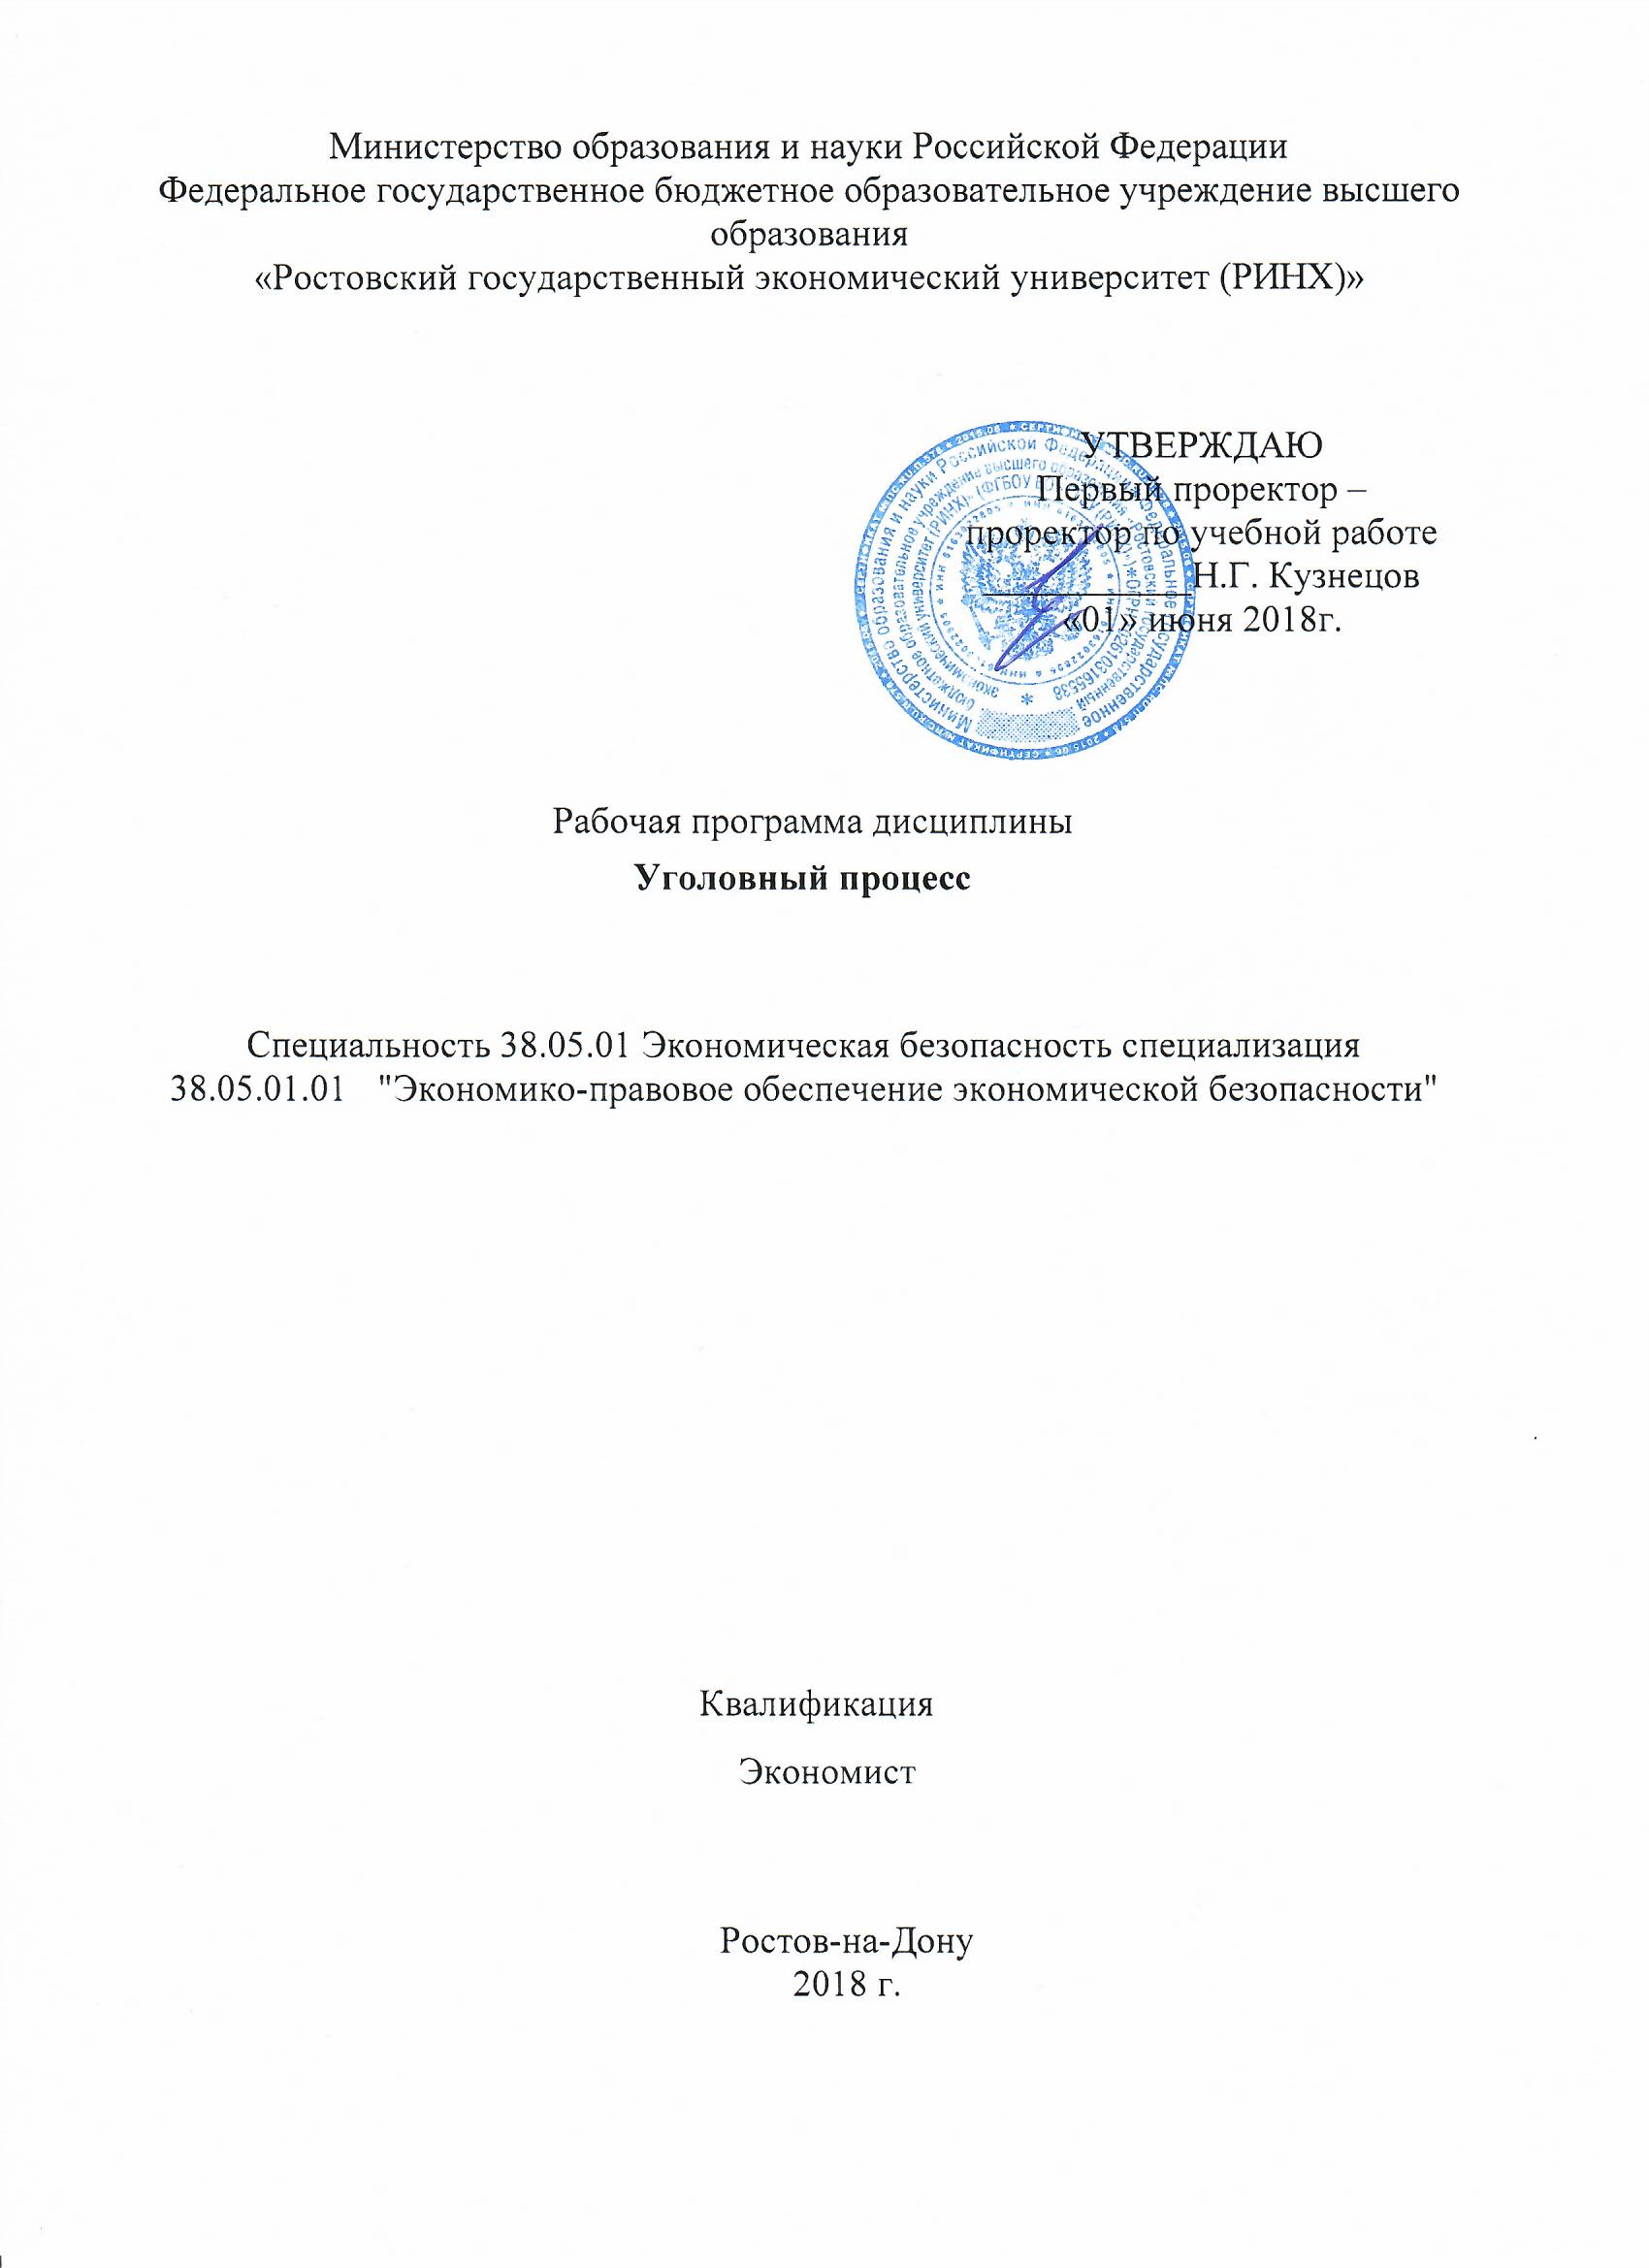 Министерство образования и науки Российской Федерации
Федеральное государственное бюджетное образовательное учреждение высшего
образования
«Ростовский государственный экономический университет (РИНХ)»
УТВЕРЖДАЮ
Первый проректор –
проректор по учебной работе
Н.Г. Кузнецов
«01» июня 2018г.
Рабочая программа дисциплины
Уголовный процесс
Специальность 38.05.01 Экономическая безопасность специализация
38.05.01.01 "Экономико-правовое обеспечение экономической безопасности"
Квалификация
Экономист
Ростов-на-Дону
2018 г.